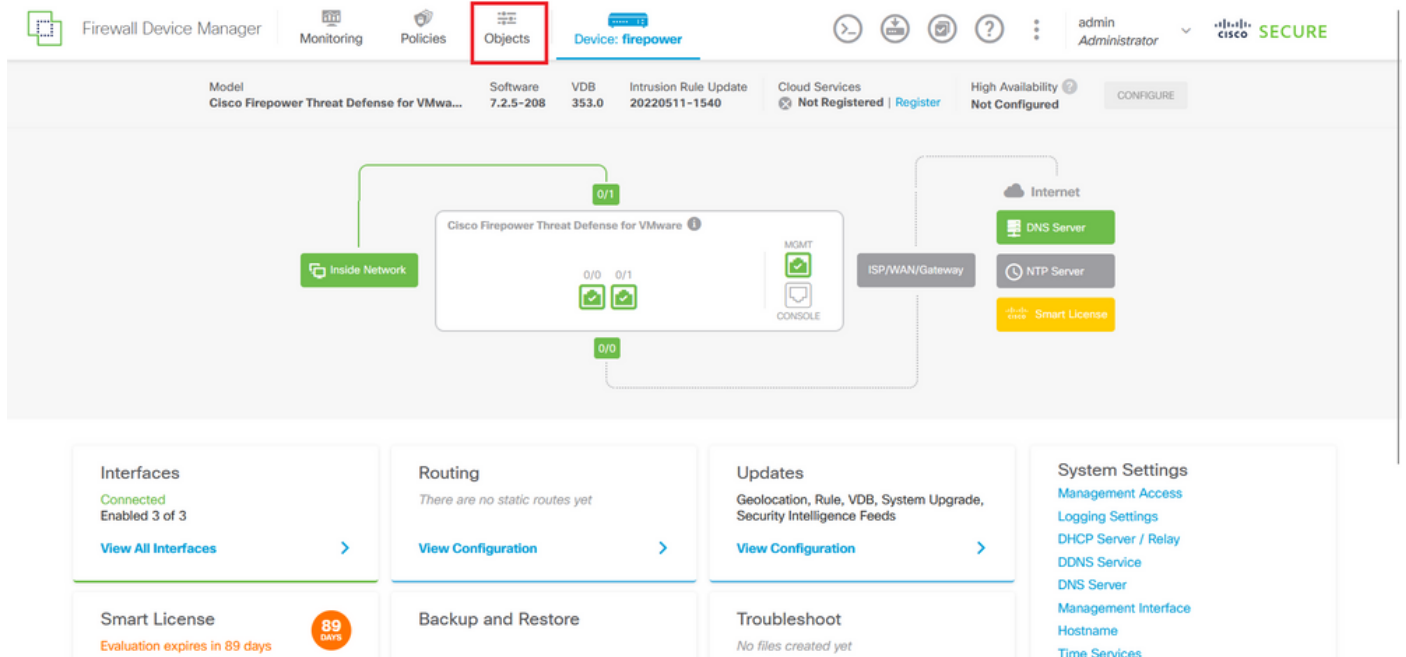 Firewall Device Manager
Monitoring
Policies
Objects
Device: firepower
>_
?
admin
Administrator
CISCO SECURE
Model
Cisco Firepower Threat Defense for VMwa...
Software
7.2.5-208
VDB
353.0
Intrusion Rule Update
20220511-1540
Cloud Services
Not Registered | Register
High Availability ?
Not Configured
CONFIGURE
0/1
Internet
Cisco Firepower Threat Defense for VMware i
DNS Server
MGMT
Inside Network
0/0 0/1
ISP/WAN/Gateway
NTP Server
CONSOLE
CISCO Smart License
0/0
Interfaces
Connected
Enabled 3 of 3
View All Interfaces
Routing
There are no static routes yet
View Configuration
Updates
Geolocation, Rule, VDB, System Upgrade,
Security Intelligence Feeds
View Configuration
System Settings
Management Access
Logging Settings
DHCP Server / Relay
DDNS Service
DNS Server
Management Interface
Hostname
Time Services
Smart License
Evaluation expires in 89 days
89
DAYS
Backup and Restore
Troubleshoot
No files created yet